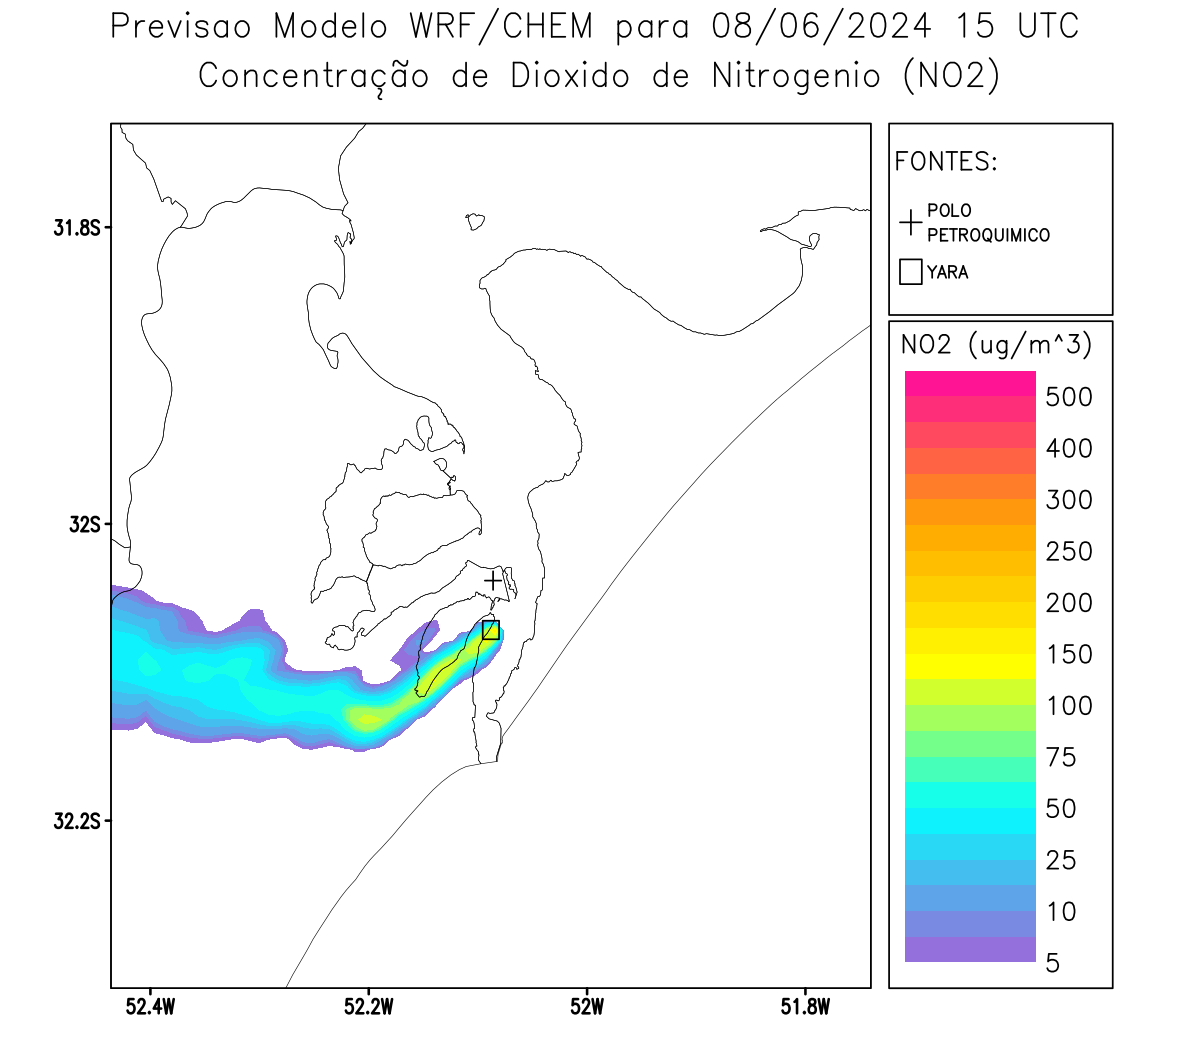 Previsao Modelo WRF/CHEM para 08/06/2024 15 UTC
Concentração de Dioxido de Nitrogenio (NO2)
FONTES:
POLO
PETROQUIMICO
YARA
NO2 (ug/m^3)
500
400
300
250
200
150
100
75
50
25
10
5
31.8S
32S
32.2S
52.4W
52.2W
52W
51.8W